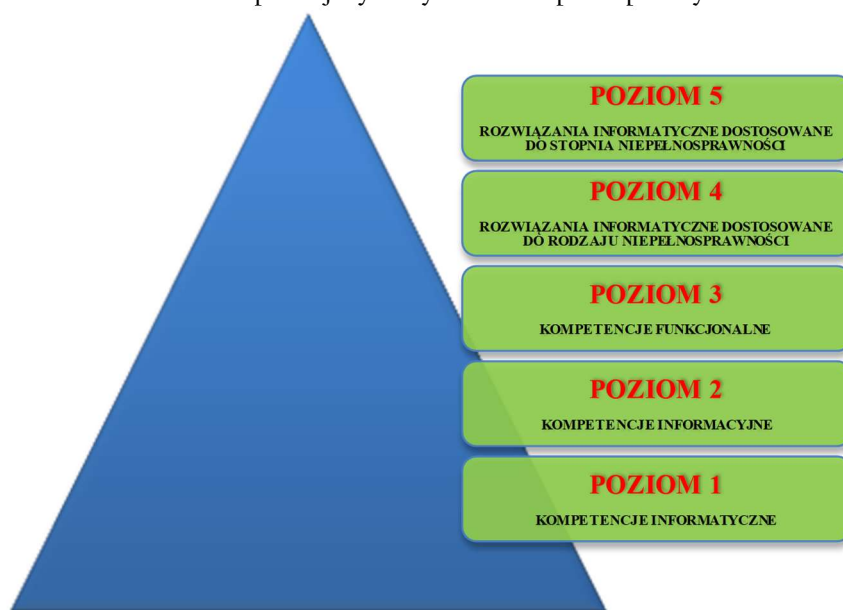 POZIOM 5
ROZWIĄZANIA INFORMATYCZNE DOSTOSOWANE
DO STOPNIA NIEPEŁNOSPRAWNOŚCI
POZIOM 4
ROZWIĄZANIA INFORMATYCZNE DOSTOSOWANE
DO RODZAJU NIEPEŁNOSPRAWNOŚCI
POZIOM 3
KOMPETENCJE FUNKCJONALNE
POZIOM 2
KOMPETENCJE INFORMACYJNE
POZIOM 1
KOMPETENCJE INFORMATYCZNE